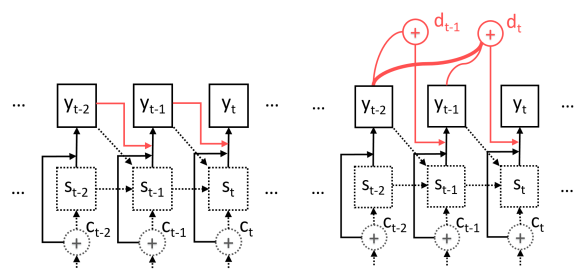 d_{t-1} d_t
y_{t-2} y_{t-1} y_t y_{t-2} y_{t-1} y_t
... ... ... ...
s_{t-2} s_{t-1} s_t s_{t-2} s_{t-1} s_t
... ... ... ...
c_{t-2} c_{t-1} c_t c_{t-2} c_{t-1} c_t